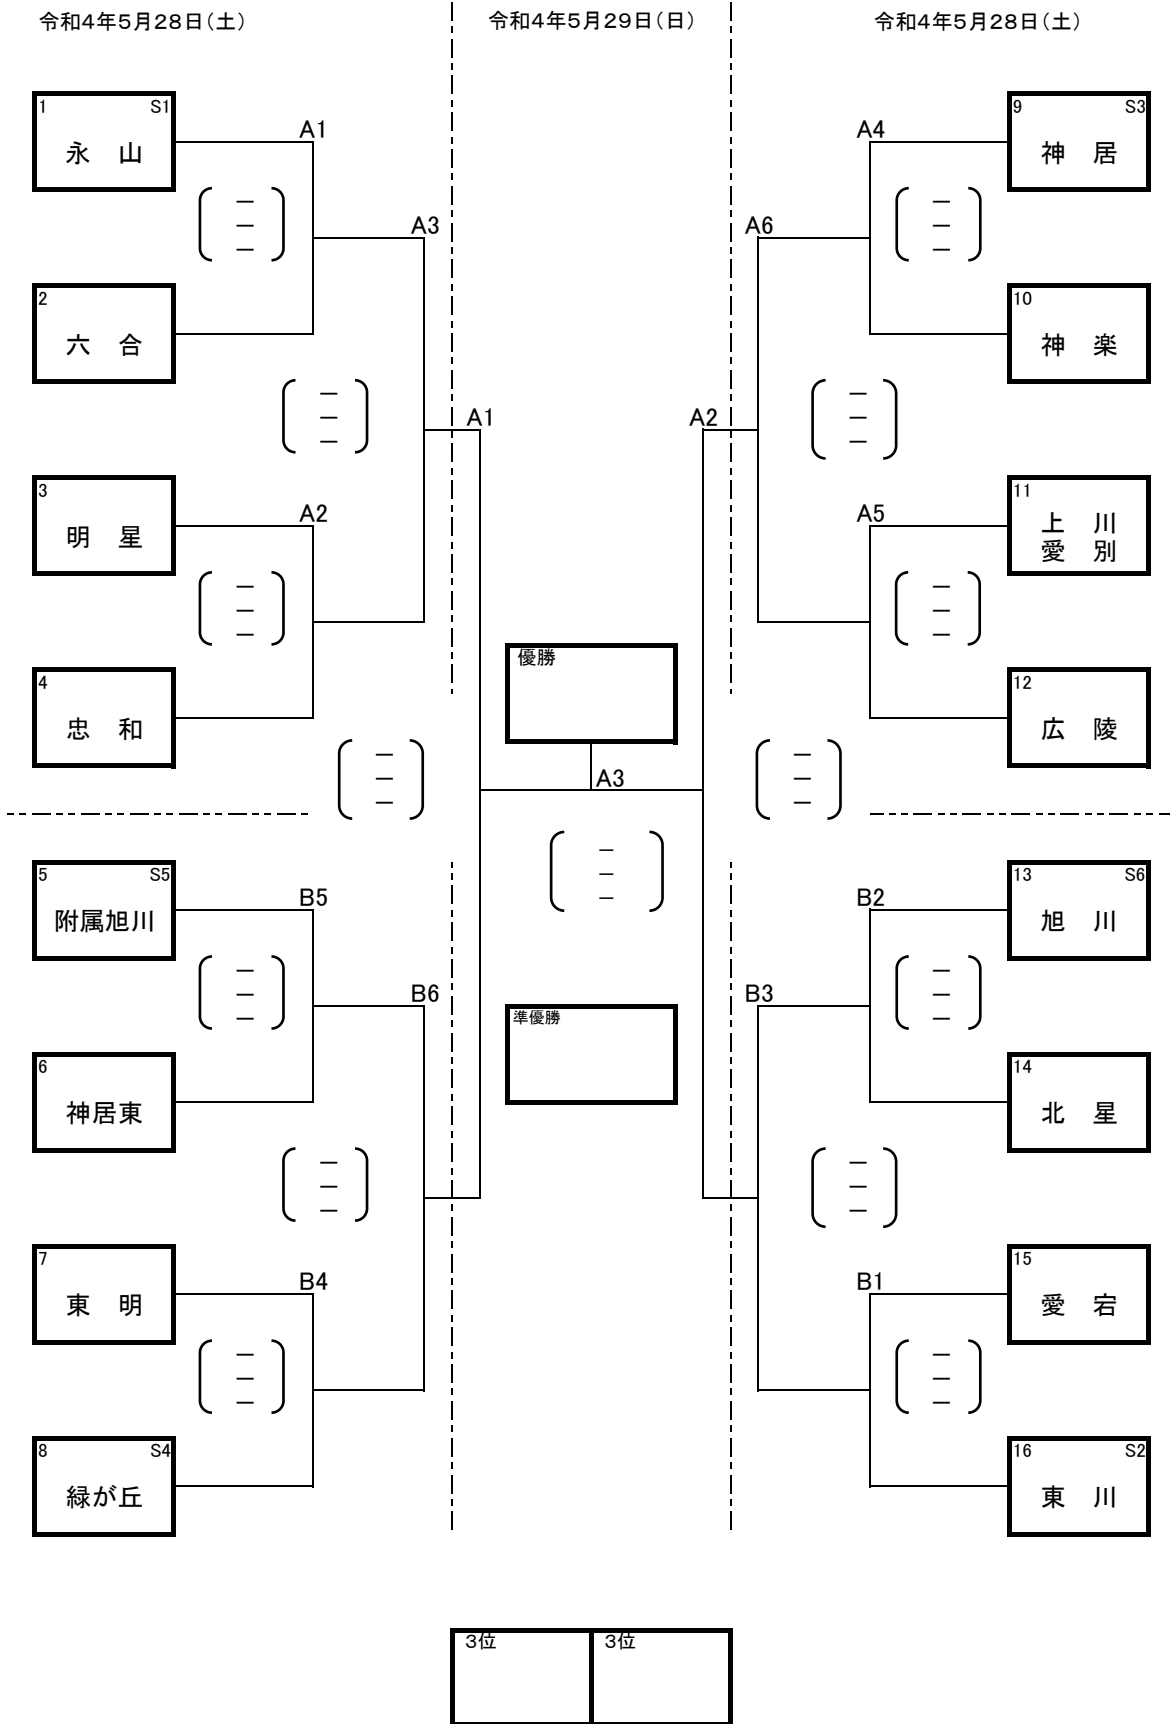 令和4年5月28日(土)
令和4年5月29日(日)
令和4年5月28日(土)
1 S1
永 山
A1
A3
2
六 合
3
明 星
A2
4
忠 和
A1
5 S5
附属旭川
B5
B6
6
神居東
7
東 明
B4
8 S4
緑が丘
優勝
A3
準優勝
A2
9 S3
神 居
A4
A6
10
神 楽
11
上 川
愛 別
A5
12
広 陵
13 S6
旭 川
B2
B3
14
北 星
15
愛 宕
B1
16 S2
東 川
3位
3位